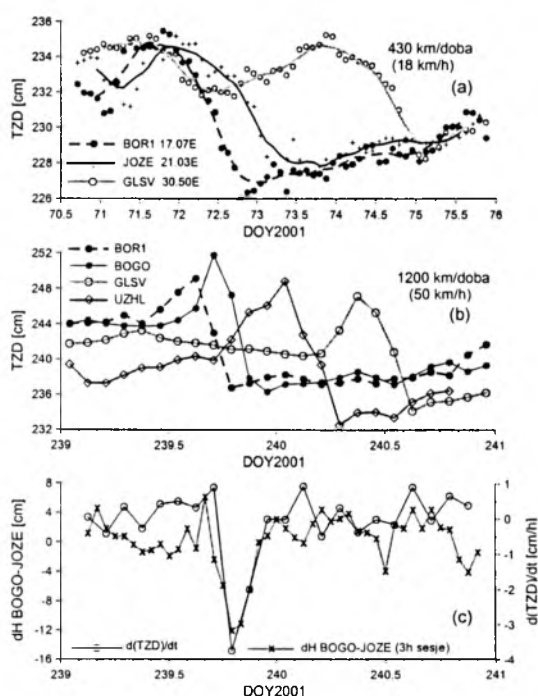 236
234
232
230
228
226
TZD [cm]
430 km/doba
(18 km/h)
(a)
BOR1 17.07E
JOZE 21.03E
GLSV 30.50E
70.5 71 71.5 72 72.5 73 73.5 74 74.5 75 75.5 76
DOY2001
252
248
244
240
236
232
TZD [cm]
BOR1
BOGO
GLSV
UZHL
1200 km/doba
(50 km/h)
(b)
239 239.5 240 240.5 241
DOY2001
8
4
0
-4
-8
-12
-16
dH BOGO-JOZE [cm]
1
0
-1
-2
-3
-4
d(TZD)/dt [cm/h]
(c)
d(TZD)/dt
dH BOGO-JOZE (3h sesje)
239 239.5 240 240.5 241
DOY2001